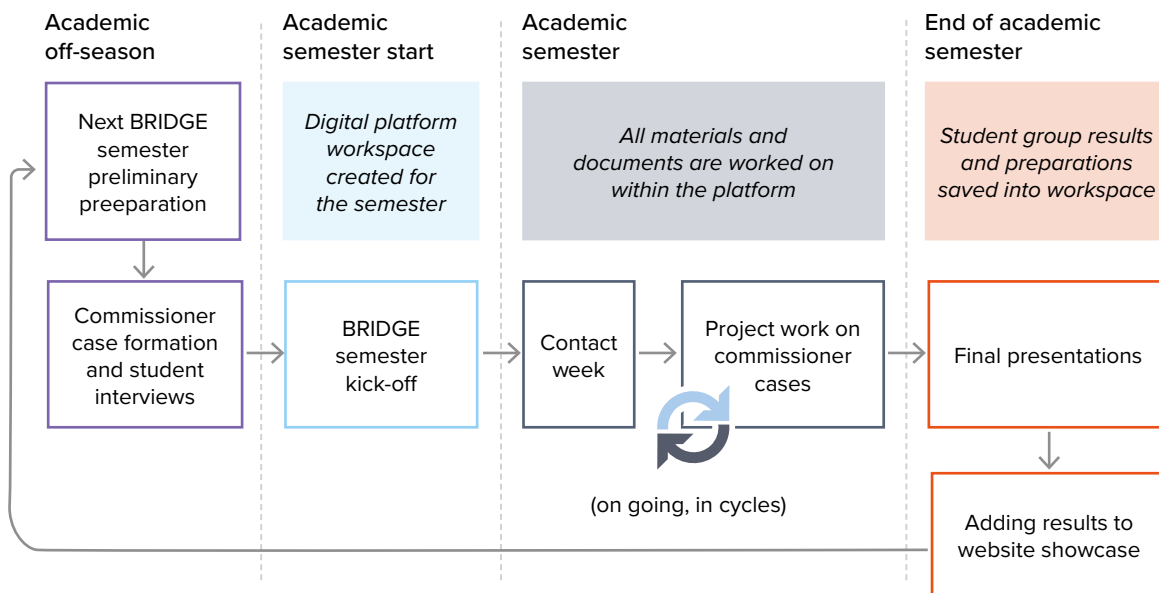 Academic
off-season
Academic
semester start
Academic
semester
End of academic
semester
Next BRIDGE
semester
preliminary
preeparation
Digital platform
workspace
created for
the semester
All materials and
documents are worked on
within the platform
Student group results
and preparations
saved into workspace
Commissioner
case formation
and student
interviews
BRIDGE
semester
kick-off
Contact
week
Project work on
commissioner
cases
Final presentations
(on going, in cycles)
Adding results to
website showcase